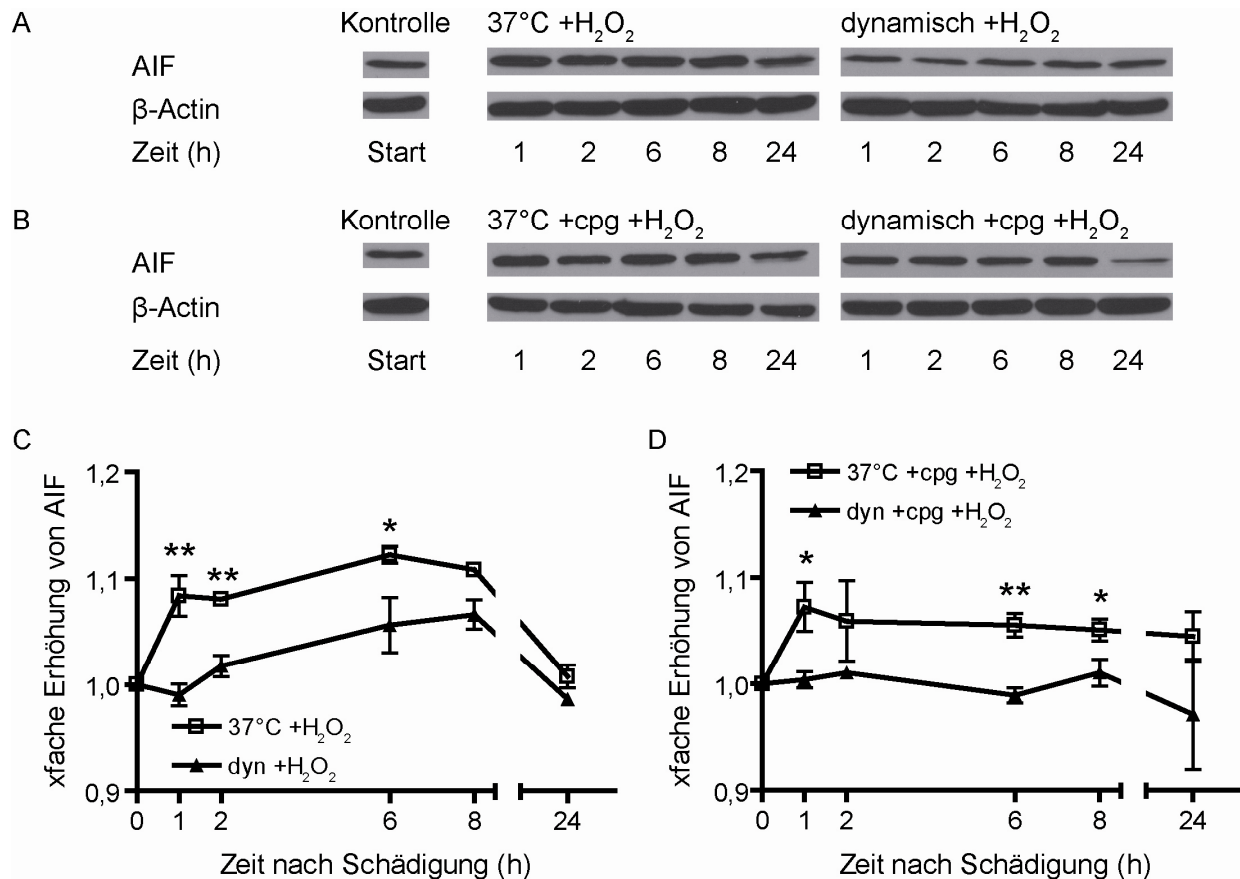 A
Kontrolle 37°C +H₂O₂ dynamisch +H₂O₂
AIF
β-Actin
Zeit (h) Start 1 2 6 8 24 1 2 6 8 24
B
Kontrolle 37°C +cpg +H₂O₂ dynamisch +cpg +H₂O₂
AIF
β-Actin
Zeit (h) Start 1 2 6 8 24 1 2 6 8 24
C
xfache Erhöhung von AIF
1,2
1,1
1,0
0,9
** ** *
37°C +H₂O₂
dyn +H₂O₂
0 1 2 6 8 24
Zeit nach Schädigung (h)
D
xfache Erhöhung von AIF
1,2
1,1
1,0
0,9
37°C +cpg +H₂O₂
dyn +cpg +H₂O₂
* ** *
0 1 2 6 8 24
Zeit nach Schädigung (h)